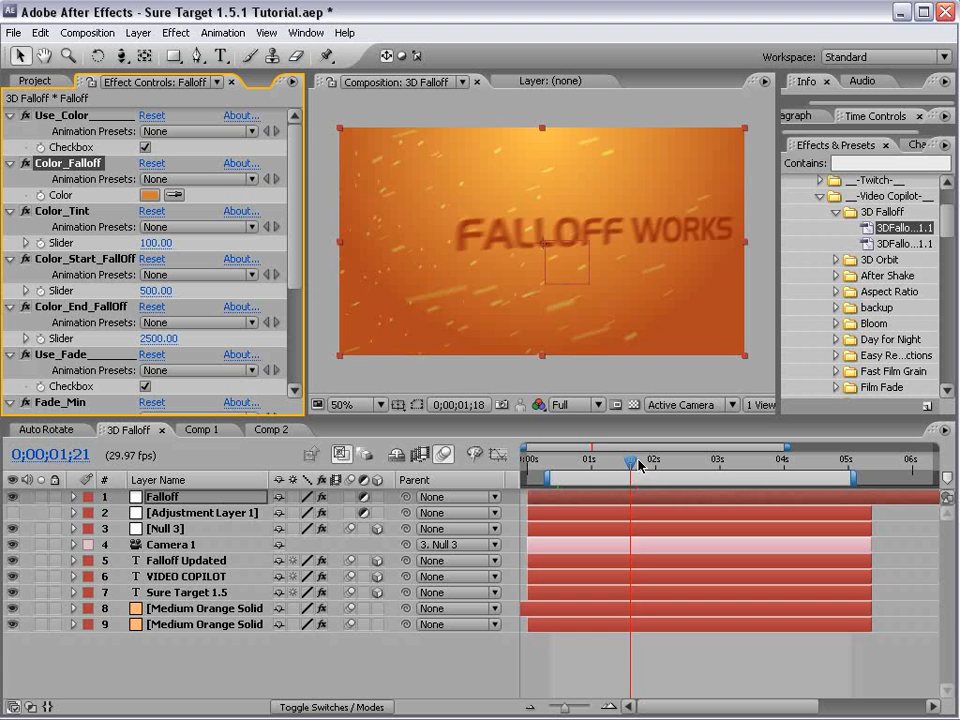 Adobe After Effects - Sure Target 1.5.1 Tutorial.aep *
File Edit Composition Layer Effect Animation View Window Help
Workspace: Standard
Project Effect Controls: Falloff
Composition: 3D Falloff Layer: (none)
Info Audio
3D Falloff * Falloff
Use_Color_______ Reset About...
Animation Presets: None
Checkbox
Color_Falloff Reset About...
Animation Presets: None
Color
Color_Tint Reset About...
Animation Presets: None
Slider 100.00
Color_Start_FallOff Reset About...
Animation Presets: None
Slider 500.00
Color_End_FallOff Reset About...
Animation Presets: None
Slider 2500.00
Use_Fade_______ Reset About...
Animation Presets: None
Checkbox
Fade_Min Reset About...
FALLOFF WORKS
50% 0;00;01;18 Full Active Camera 1 View
agraph Time Controls
Effects & Presets Cha
Contains:
__-Twitch-__
__-Video Copilot-__
3D Falloff
3DFallo...1.1
3DFallo...1.1
3D Orbit
After Shake
Aspect Ratio
backup
Bloom
Day for Night
Easy Re...ctions
Fast Film Grain
Film Fade
Auto Rotate 3D Falloff Comp 1 Comp 2
0;00;01;21 (29.97 fps)
:00s 01s 02s 03s 04s 05s 06s
# Layer Name Parent
1 Falloff None
2 [Adjustment Layer 1] None
3 [Null 3] None
4 Camera 1 3. Null 3
5 T Falloff Updated None
6 T VIDEO COPILOT None
7 T Sure Target 1.5 None
8 [Medium Orange Solid None
9 [Medium Orange Solid None
Toggle Switches / Modes